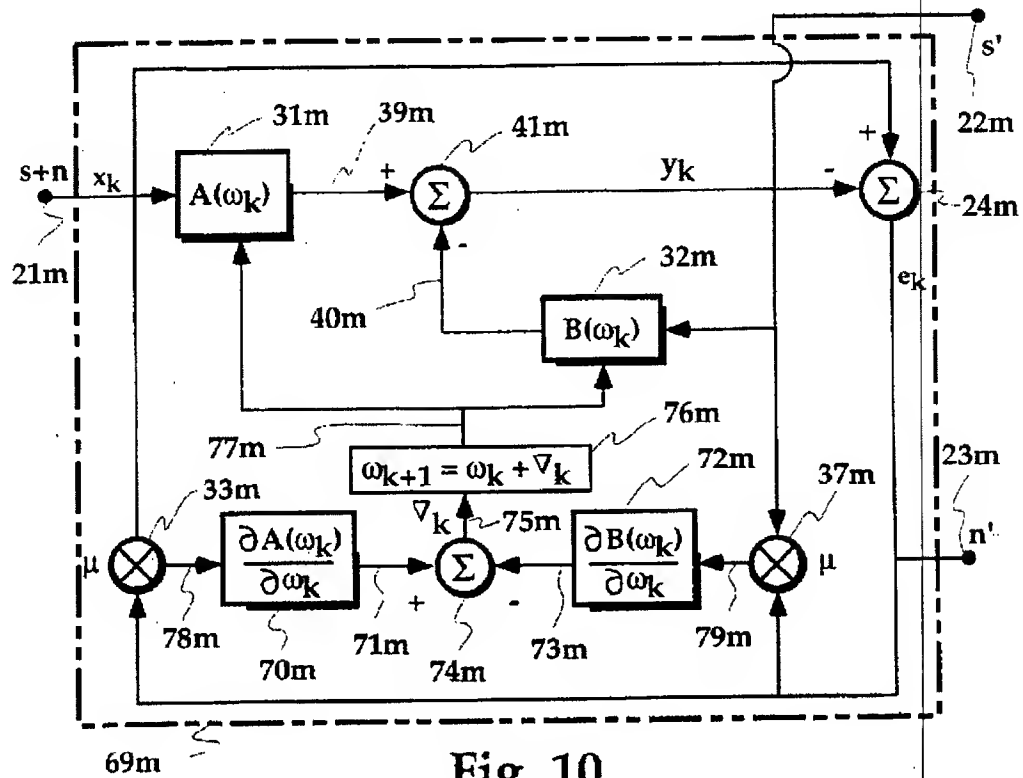 s'
22m
31m
39m
41m
+
s+n
xk
A(ωk)
+
Σ
yk
-
Σ
24m
21m
-
32m
ek
40m
B(ωk)
77m
76m
ωk+1 = ωk + ∇k
72m
23m
33m
∇k
75m
37m
n'
μ
∂A(ωk)
∂ωk
Σ
∂B(ωk)
∂ωk
μ
+
-
78m
70m
71m
74m
73m
79m
69m
Fig. 10